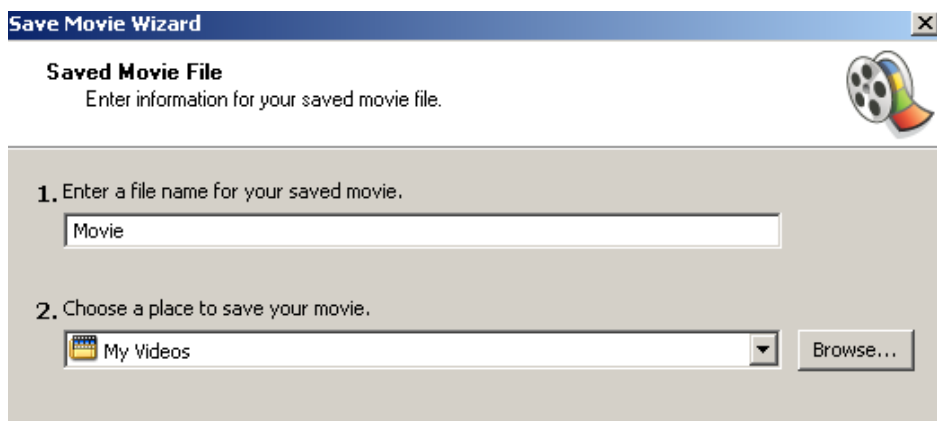 Save Movie Wizard
Saved Movie File
Enter information for your saved movie file.
1. Enter a file name for your saved movie.
Movie
2. Choose a place to save your movie.
My Videos
Browse...